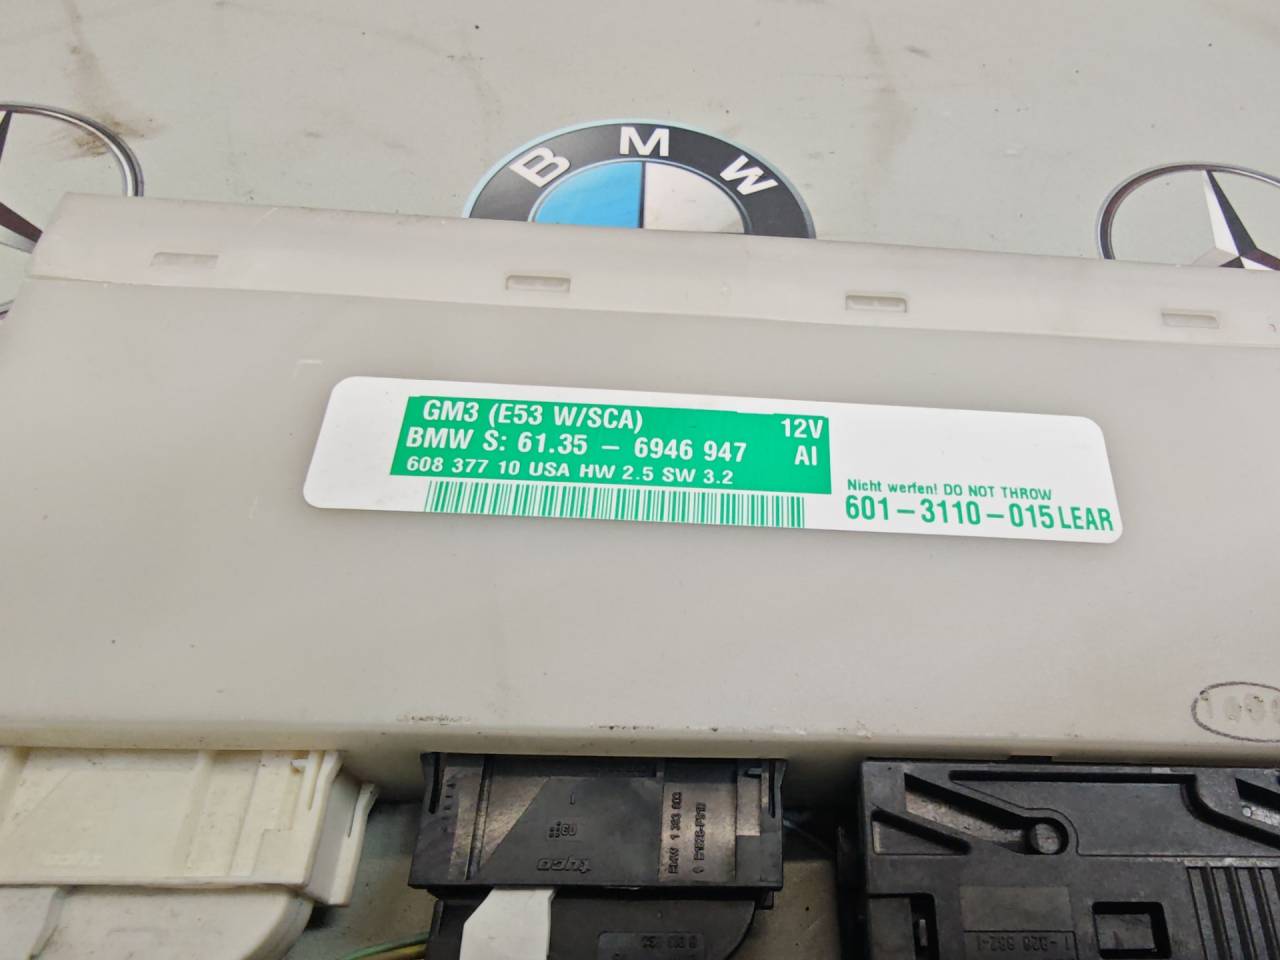 BMW
GM3 (E53 W/SCA) 12V
BMW S: 61.35 - 6946 947 AI
608 377 10 USA HW 2.5 SW 3.2
Nicht werfen! DO NOT THROW
601-3110-015 LEAR
tyco